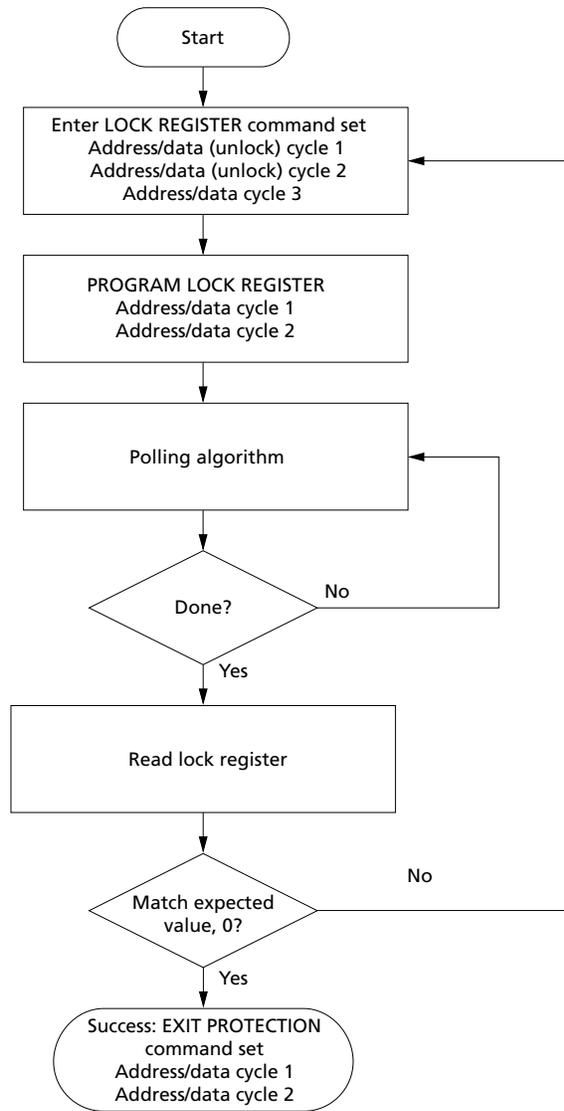 Start
Enter LOCK REGISTER command set
Address/data (unlock) cycle 1
Address/data (unlock) cycle 2
Address/data cycle 3
PROGRAM LOCK REGISTER
Address/data cycle 1
Address/data cycle 2
Polling algorithm
Done?
No
Yes
Read lock register
Match expected
value, 0?
No
Yes
Success: EXIT PROTECTION
command set
Address/data cycle 1
Address/data cycle 2